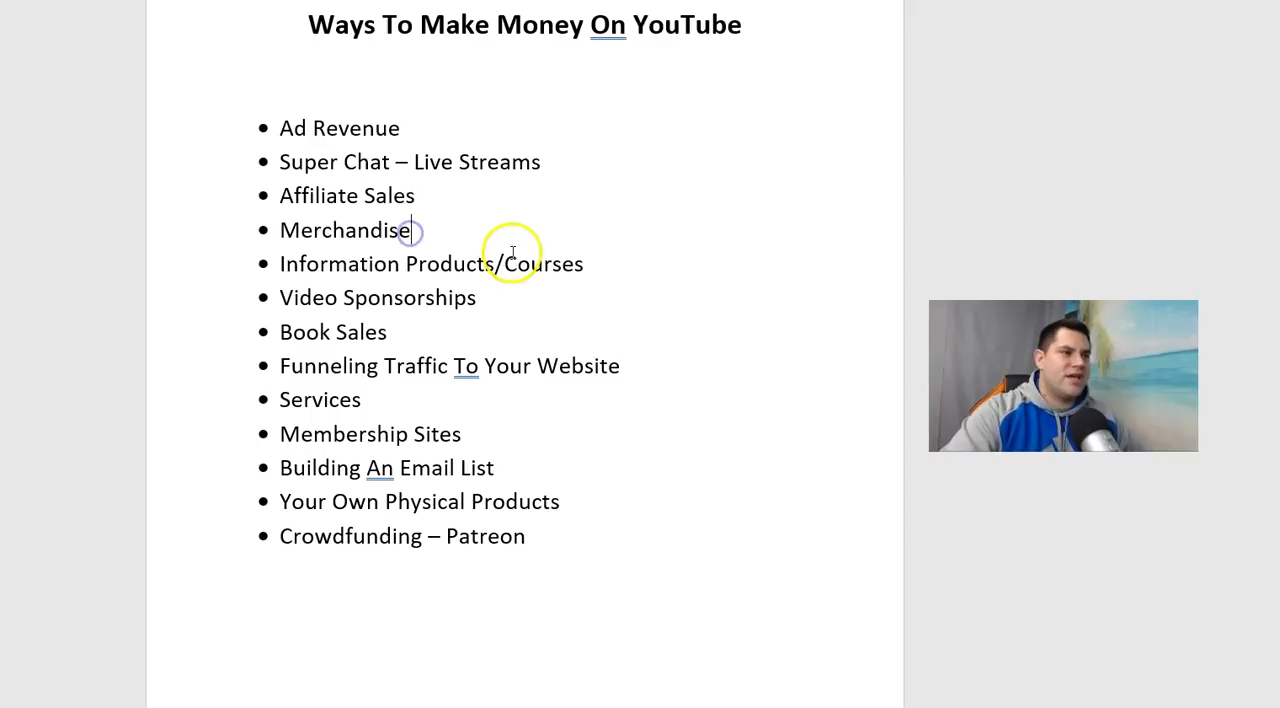 Ways To Make Money On YouTube
• Ad Revenue
• Super Chat – Live Streams
• Affiliate Sales
• Merchandise
• Information Products/Courses
• Video Sponsorships
• Book Sales
• Funneling Traffic To Your Website
• Services
• Membership Sites
• Building An Email List
• Your Own Physical Products
• Crowdfunding – Patreon